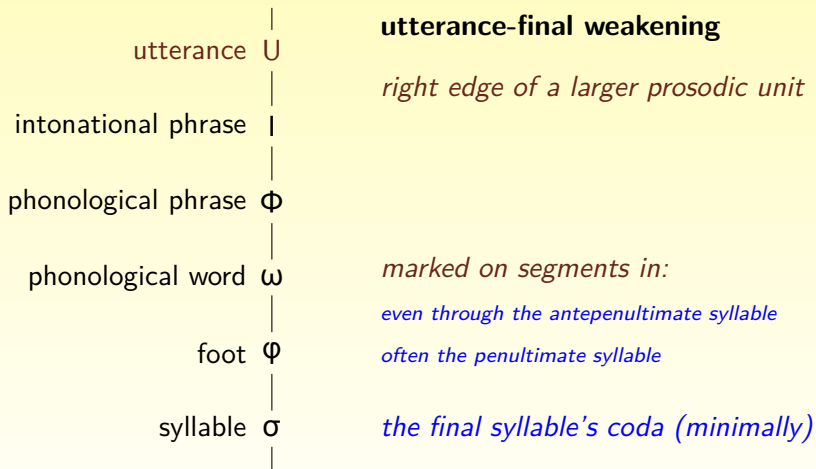 utterance-final weakening
utterance U
right edge of a larger prosodic unit
intonational phrase I
phonological phrase Φ
phonological word ω
marked on segments in:
even through the antepenultimate syllable
foot φ
often the penultimate syllable
syllable σ
the final syllable's coda (minimally)